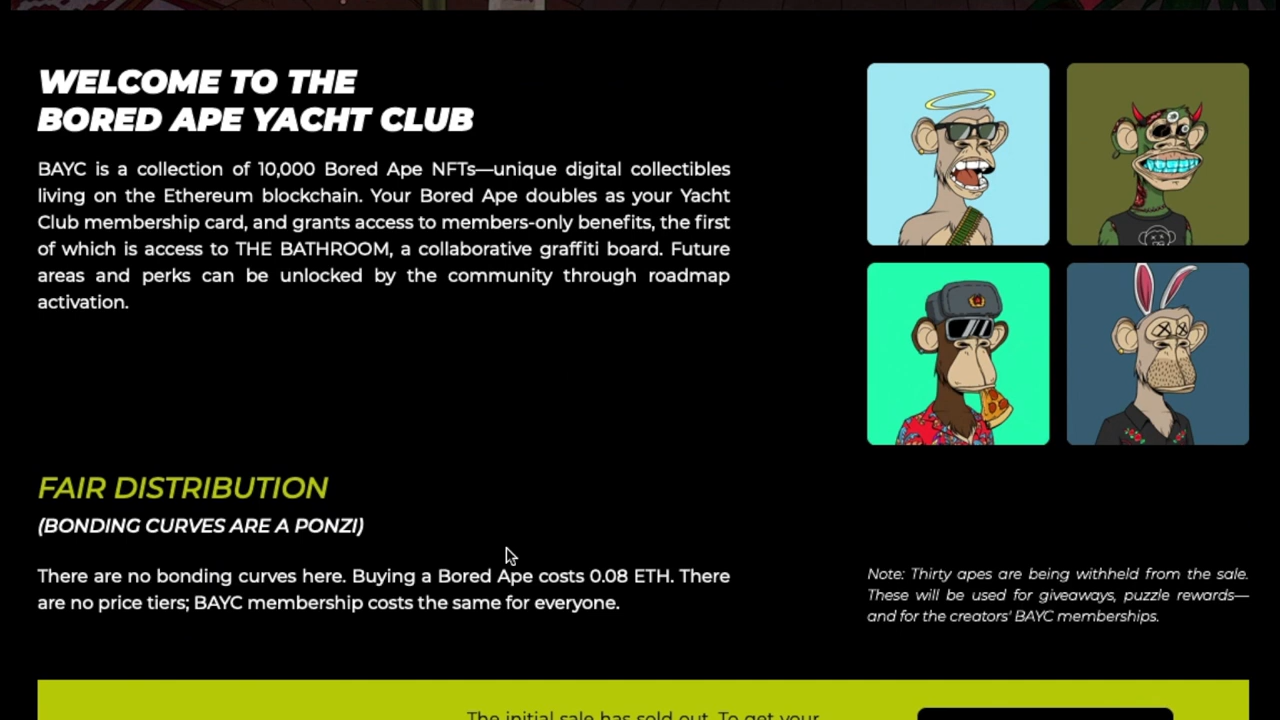 WELCOME TO THE
BORED APE YACHT CLUB
BAYC is a collection of 10,000 Bored Ape NFTs—unique digital collectibles
living on the Ethereum blockchain. Your Bored Ape doubles as your Yacht
Club membership card, and grants access to members-only benefits, the first
of which is access to THE BATHROOM, a collaborative graffiti board. Future
areas and perks can be unlocked by the community through roadmap
activation.
FAIR DISTRIBUTION
(BONDING CURVES ARE A PONZI)
There are no bonding curves here. Buying a Bored Ape costs 0.08 ETH. There
are no price tiers; BAYC membership costs the same for everyone.
Note: Thirty apes are being withheld from the sale.
These will be used for giveaways, puzzle rewards—
and for the creators' BAYC memberships.
The initial sale has sold out. To get your